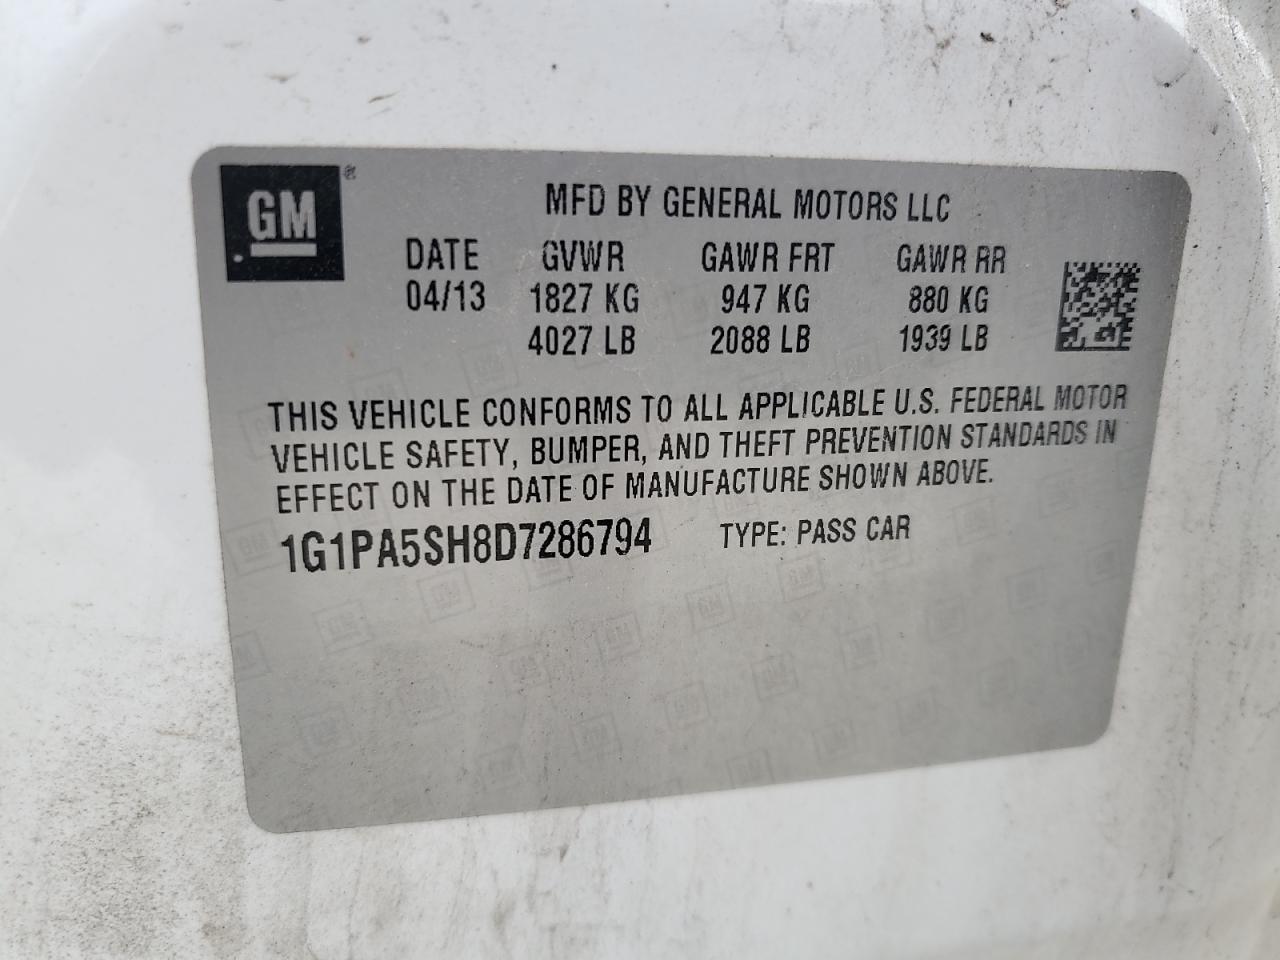 GM ®
MFD BY GENERAL MOTORS LLC
DATE GVWR GAWR FRT GAWR RR
04/13 1827 KG 947 KG 880 KG
4027 LB 2088 LB 1939 LB
THIS VEHICLE CONFORMS TO ALL APPLICABLE U.S. FEDERAL MOTOR
VEHICLE SAFETY, BUMPER, AND THEFT PREVENTION STANDARDS IN
EFFECT ON THE DATE OF MANUFACTURE SHOWN ABOVE.
1G1PA5SH8D7286794 TYPE: PASS CAR